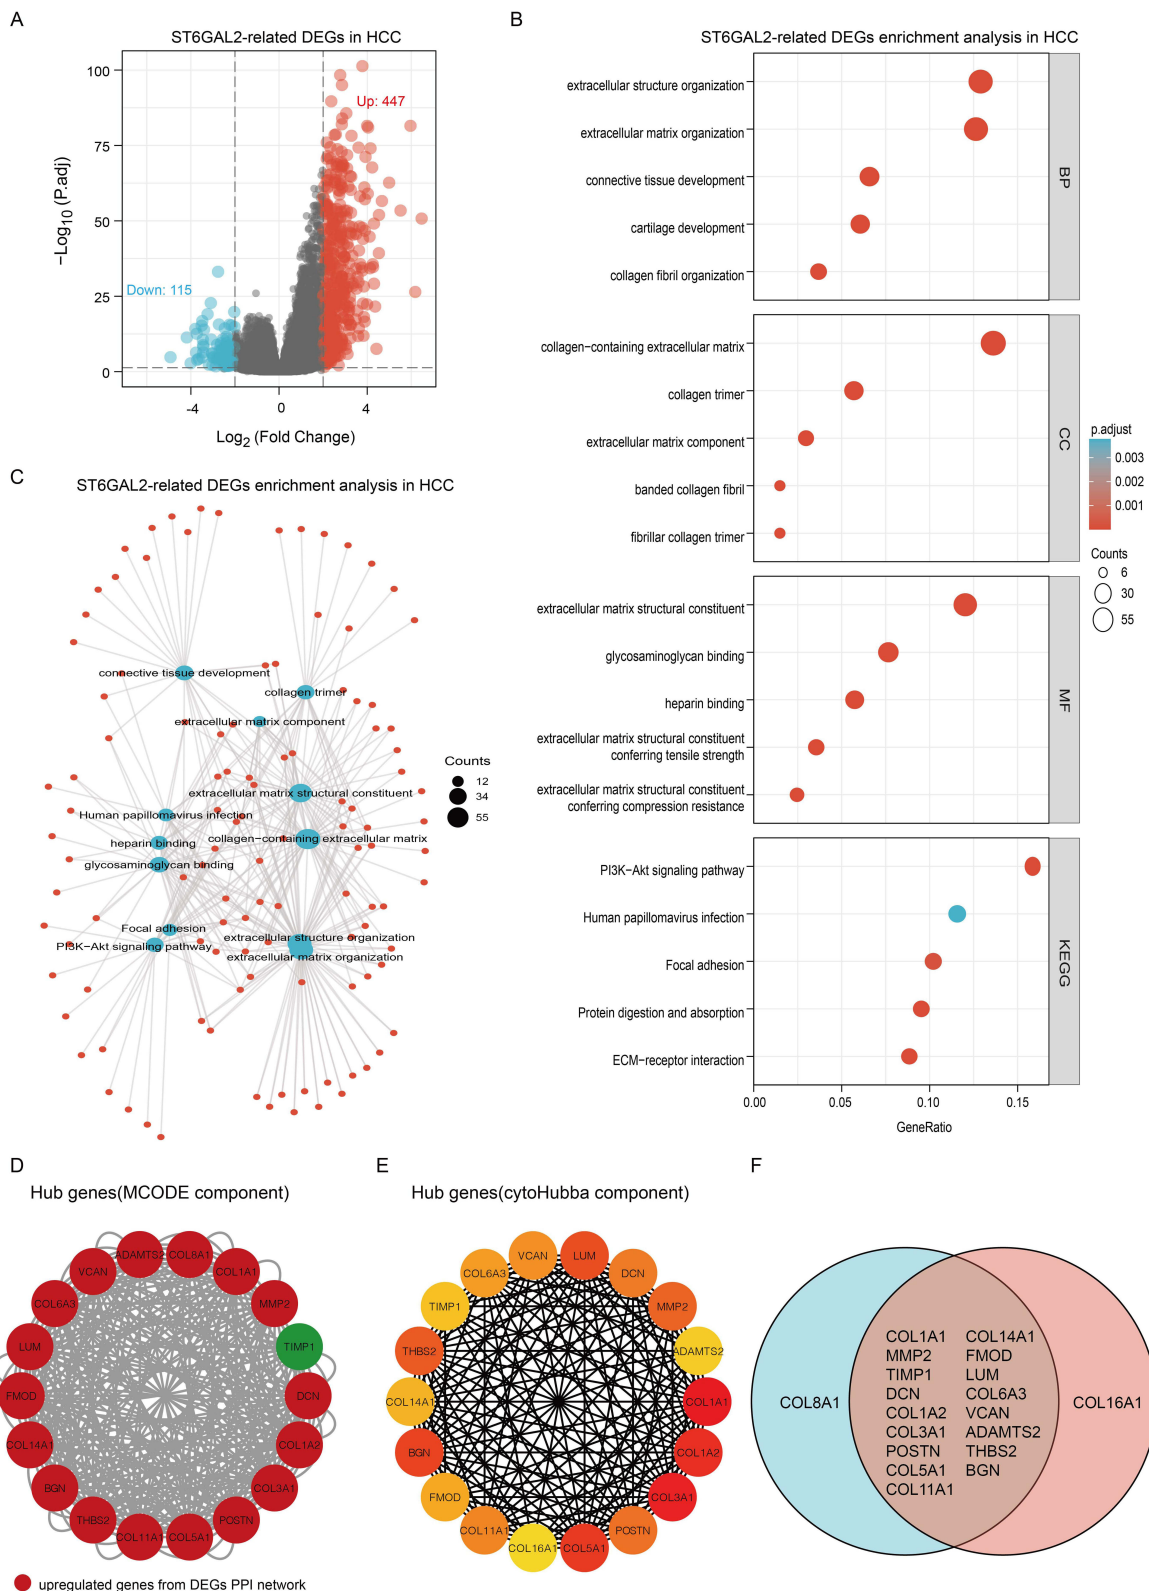 A
ST6GAL2-related DEGs in HCC
Up: 447
Down: 115
−Log10 (P.adj)
100
75
50
25
0
-4
0
4
Log2 (Fold Change)
B
ST6GAL2-related DEGs enrichment analysis in HCC
extracellular structure organization
extracellular matrix organization
connective tissue development
cartilage development
collagen fibril organization
BP
collagen−containing extracellular matrix
collagen trimer
extracellular matrix component
banded collagen fibril
fibrillar collagen trimer
CC
extracellular matrix structural constituent
glycosaminoglycan binding
heparin binding
extracellular matrix structural constituent
conferring tensile strength
extracellular matrix structural constituent
conferring compression resistance
MF
PI3K−Akt signaling pathway
Human papillomavirus infection
Focal adhesion
Protein digestion and absorption
ECM−receptor interaction
KEGG
0.00
0.05
0.10
0.15
GeneRatio
p.adjust
0.003
0.002
0.001
Counts
6
30
55
C
ST6GAL2-related DEGs enrichment analysis in HCC
connective tissue development
collagen trimer
extracellular matrix component
extracellular matrix structural constituent
Human papillomavirus infection
collagen−containing extracellular matrix
heparin binding
glycosaminoglycan binding
Focal adhesion
extracellular structure organization
PI3K−Akt signaling pathway
extracellular matrix organization
Counts
12
34
55
D
Hub genes(MCODE component)
ADAMTS2
COL8A1
COL1A1
MMP2
TIMP1
DCN
COL1A2
COL3A1
POSTN
COL5A1
COL11A1
THBS2
BGN
COL14A1
FMOD
LUM
COL6A3
VCAN
upregulated genes from DEGs PPI network
E
Hub genes(cytoHubba component)
VCAN
LUM
DCN
MMP2
ADAMTS2
COL1A1
COL1A2
COL3A1
POSTN
COL5A1
COL16A1
COL11A1
FMOD
BGN
COL14A1
THBS2
TIMP1
COL6A3
F
COL8A1
COL1A1 COL14A1
MMP2 FMOD
TIMP1 LUM
DCN COL6A3
COL1A2 VCAN
COL3A1 ADAMTS2
POSTN THBS2
COL5A1 BGN
COL11A1
COL16A1